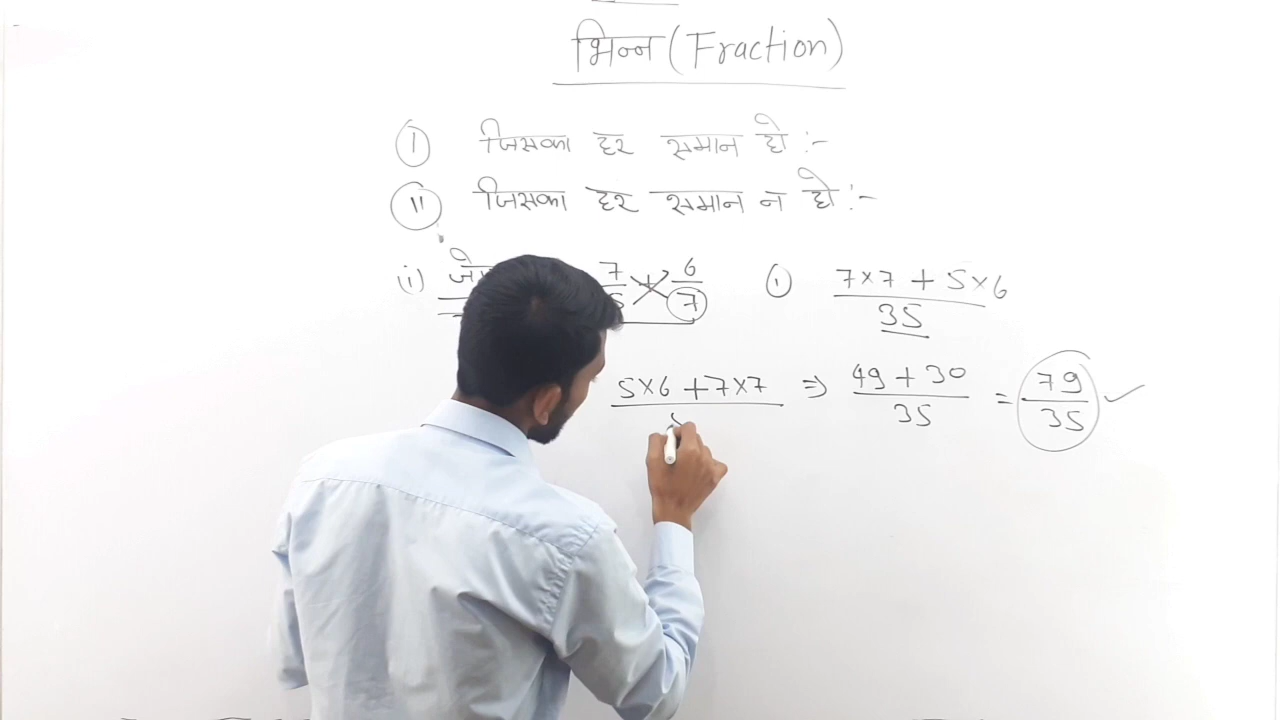 भिन्न (Fraction)
I जिसका हर समान हो :-
II जिसका हर समान न हो :-
(i) 7/5 + 6/7
(i) 7×7 + 5×6 / 35
5×6 + 7×7 ⇒ 49 + 30 / 35 = 79 / 35 ✓